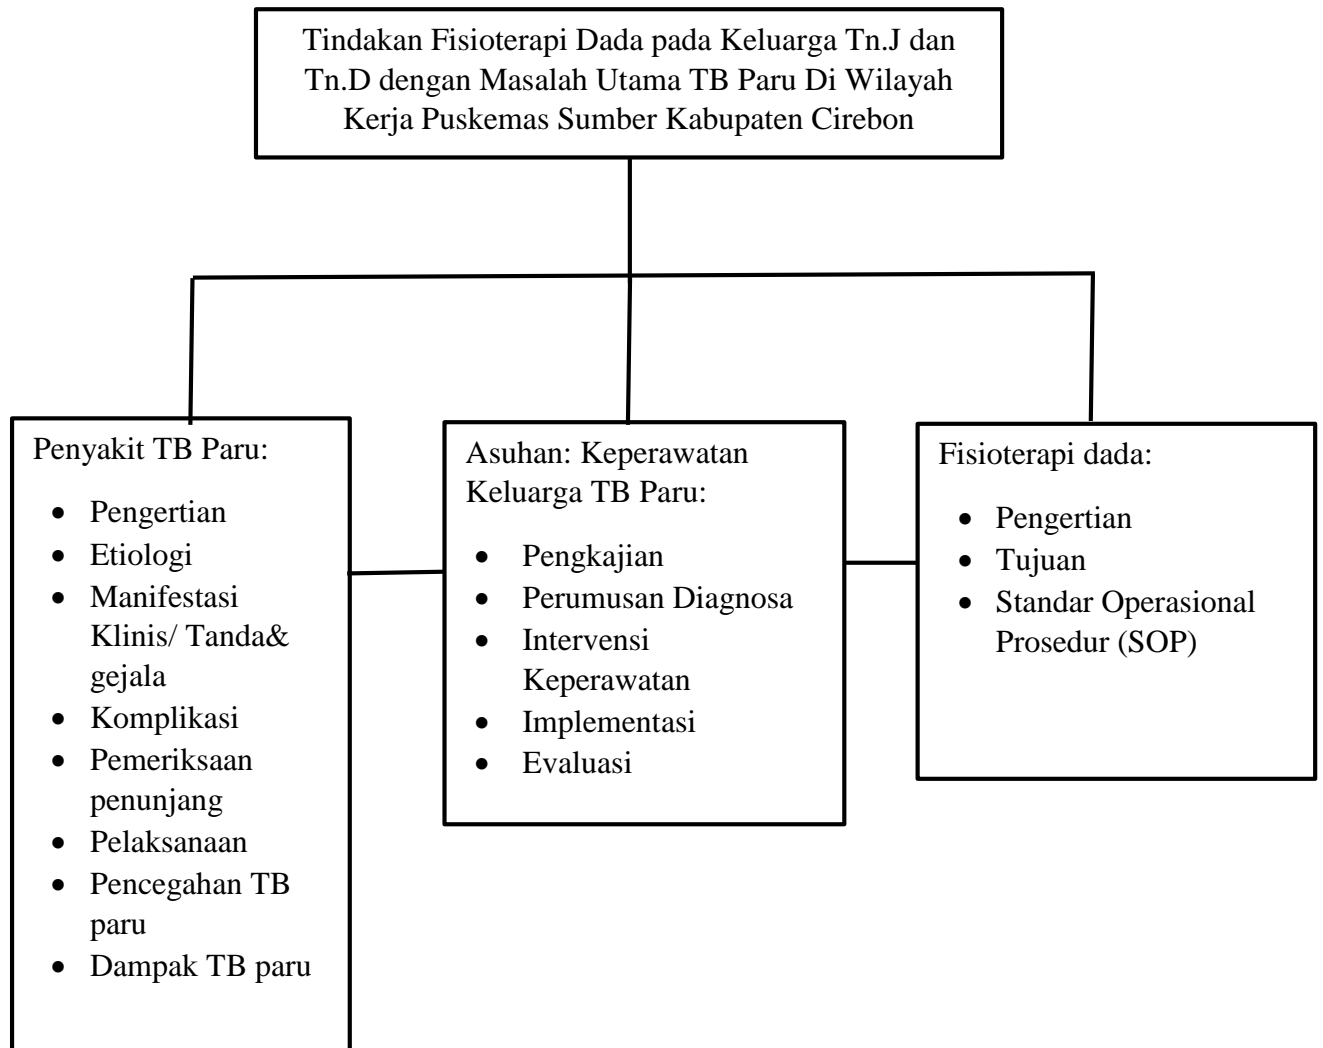 Tindakan Fisioterapi Dada pada Keluarga Tn.J dan
Tn.D dengan Masalah Utama TB Paru Di Wilayah
Kerja Puskemas Sumber Kabupaten Cirebon
Penyakit TB Paru:
• Pengertian
• Etiologi
• Manifestasi
Klinis/ Tanda&
gejala
• Komplikasi
• Pemeriksaan
penunjang
• Pelaksanaan
• Pencegahan TB
paru
• Dampak TB paru
Asuhan: Keperawatan
Keluarga TB Paru:
• Pengkajian
• Perumusan Diagnosa
• Intervensi
Keperawatan
• Implementasi
• Evaluasi
Fisioterapi dada:
• Pengertian
• Tujuan
• Standar Operasional
Prosedur (SOP)